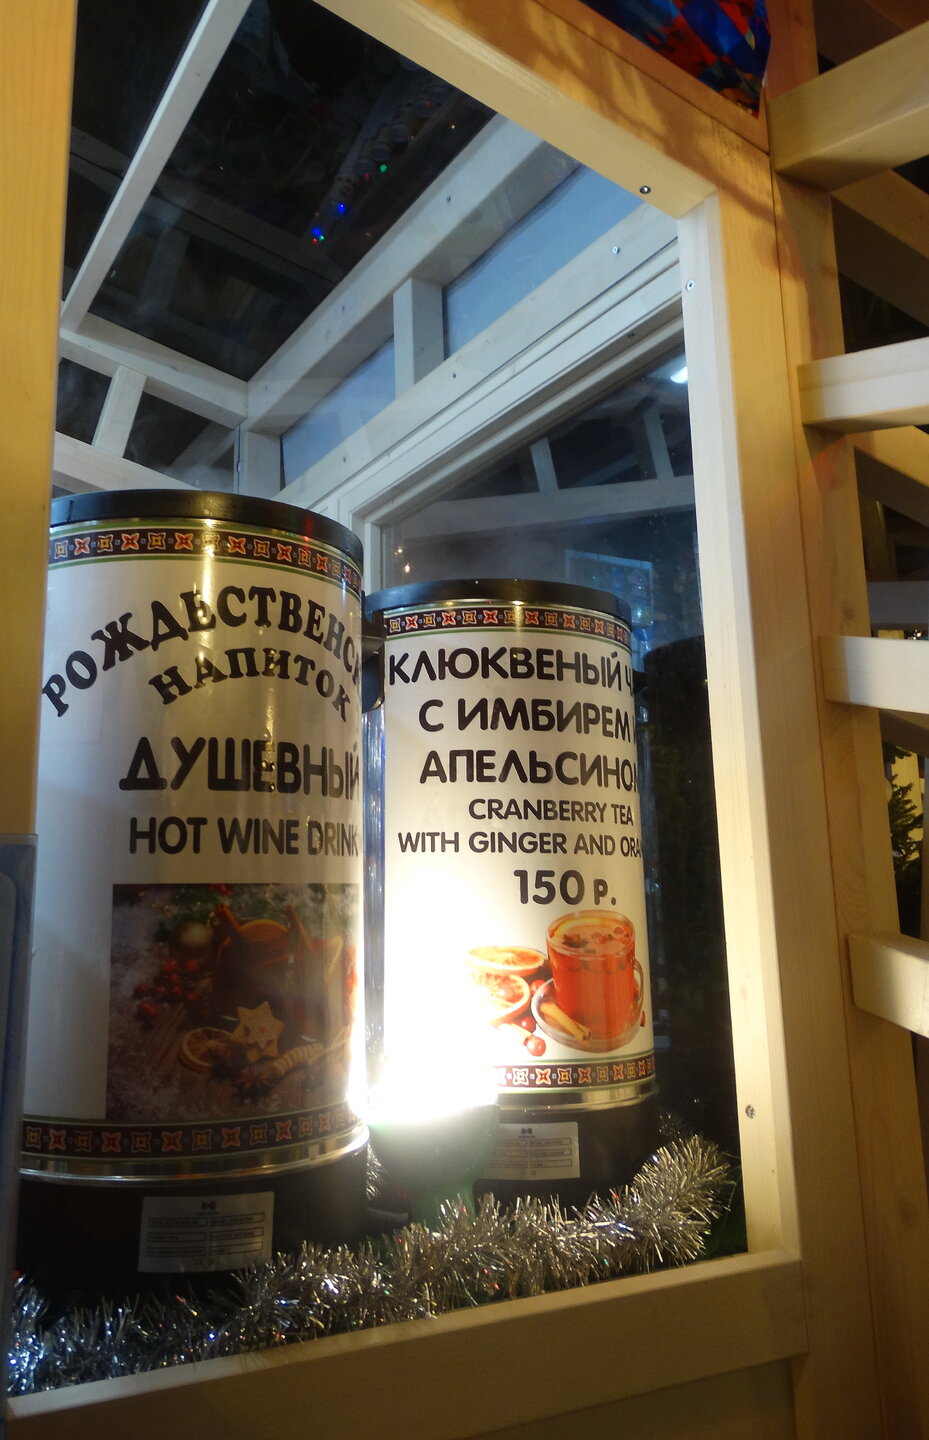 РОЖДЕСТВЕНСК
НАПИТОК
ДУШЕВНЫЙ
HOT WINE DRINK
КЛЮКВЕНЫЙ Ч
С ИМБИРЕМ
АПЕЛЬСИНО
CRANBERRY TEA
WITH GINGER AND ORA
150 Р.